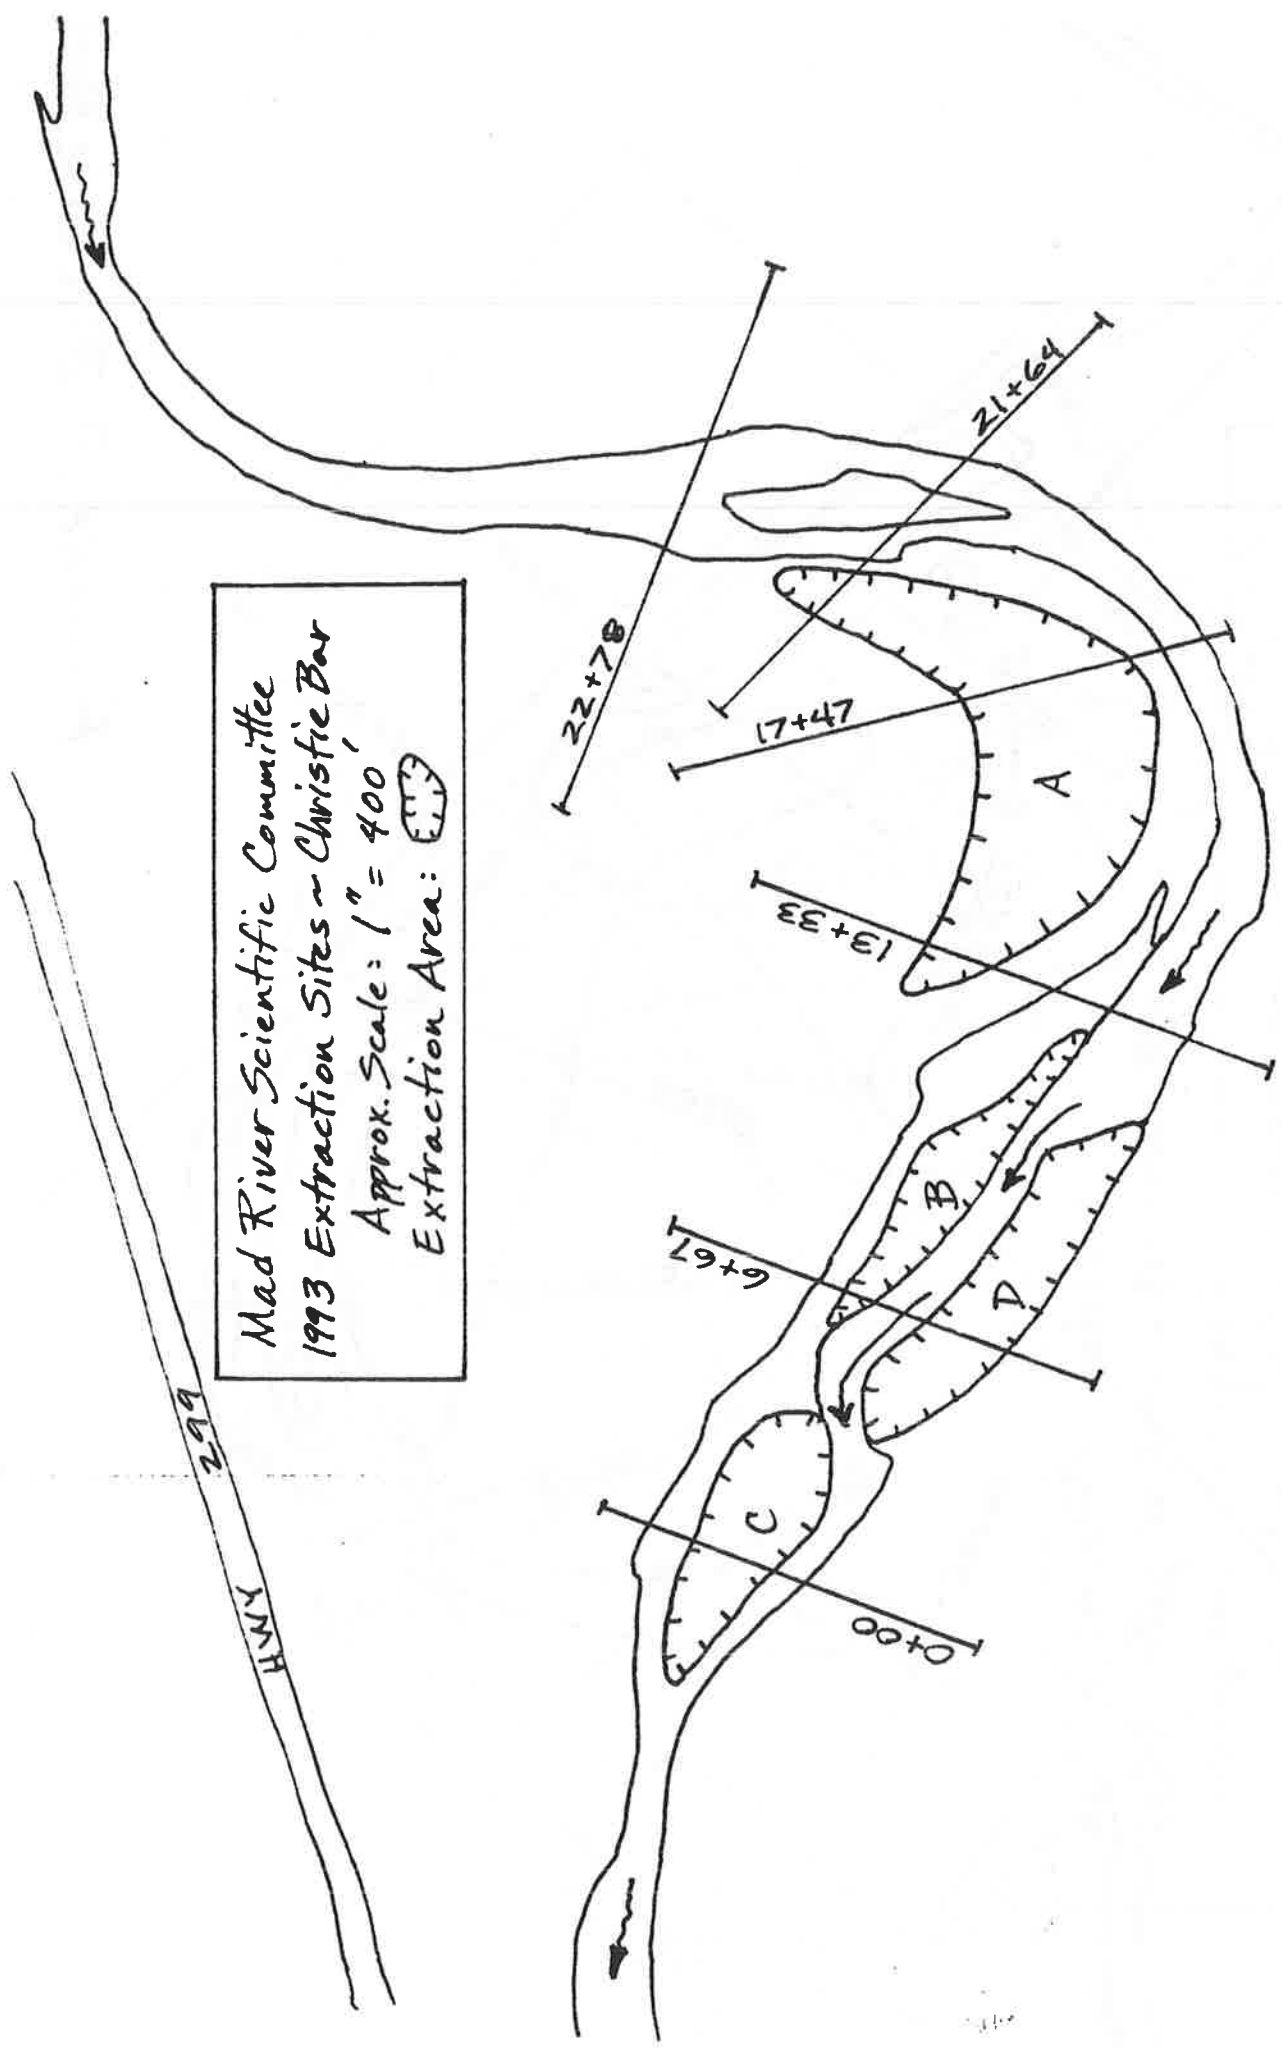 Mad River Scientific Committee
1993 Extraction Sites ~ Christie Bar
Approx. Scale: 1" = 400'
Extraction Area:
HWY 299
22+78
21+64
17+47
A
13+33
B
6+67
D
C
0+00